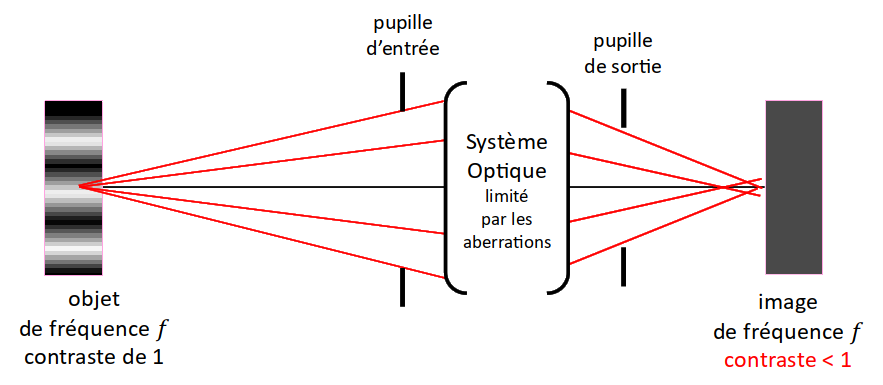 pupille
d'entrée
pupille
de sortie
Système
Optique
limité
par les
aberrations
objet
de fréquence f
contraste de 1
image
de fréquence f
contraste < 1